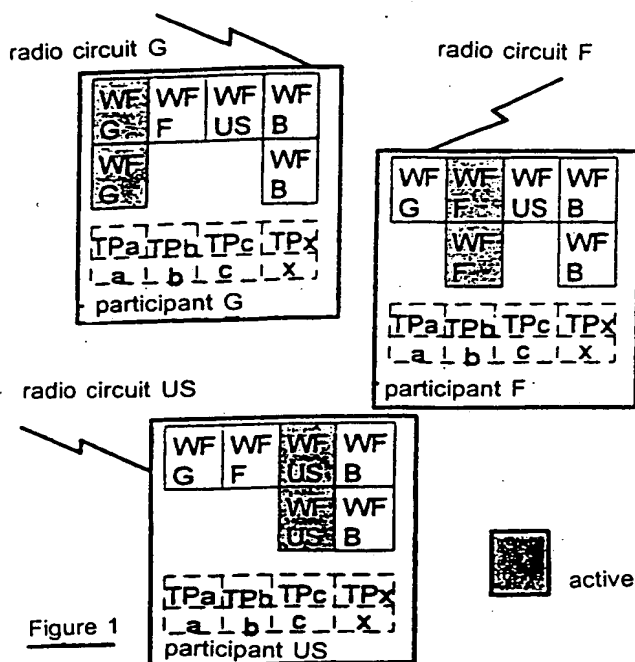 radio circuit G
WF WF WF WF
G F US B
WF WF
G B
TPa TPb TPc TPx
a b c x
participant G
radio circuit F
WF WF WF WF
G F US B
WF WF
F B
TPa TPb TPc TPx
a b c x
participant F
radio circuit US
WF WF WF WF
G F US B
WF WF
US B
TPa TPb TPc TPx
a b c x
participant US
active
Figure 1